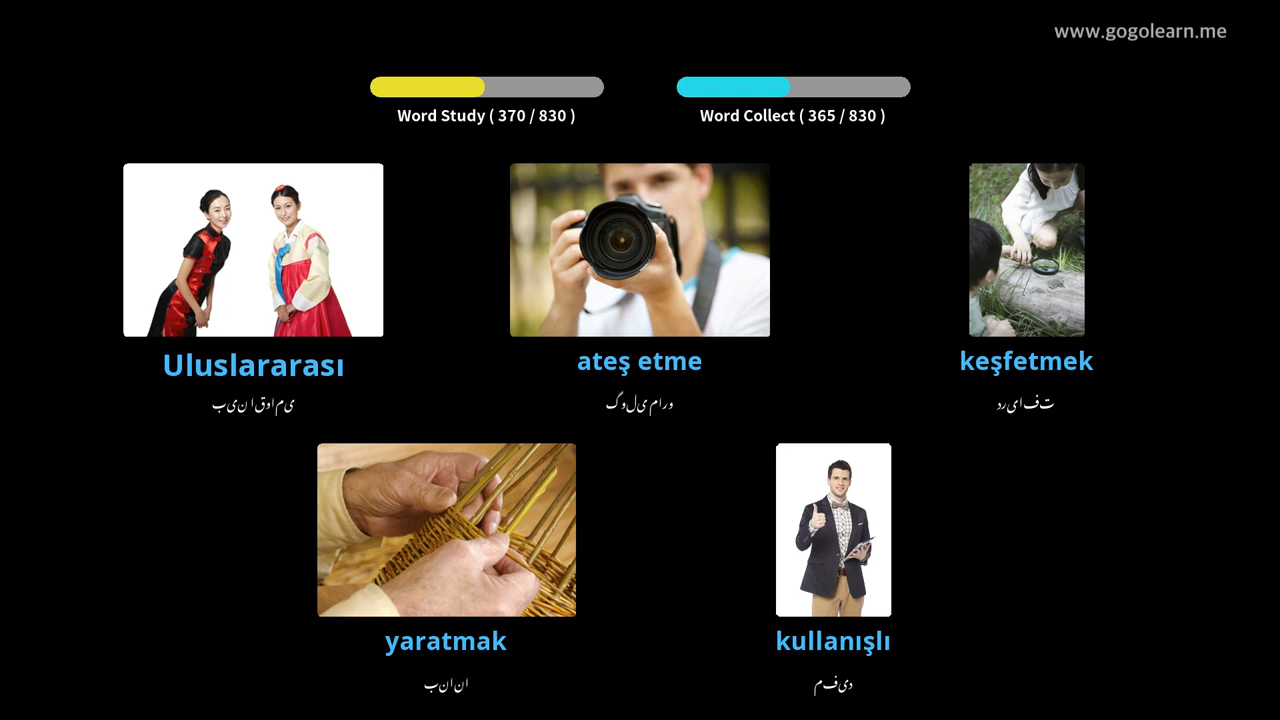 www.gogolearn.me
Word Study ( 370 / 830 )
Word Collect ( 365 / 830 )
Uluslararası
بین اقوامی
ateş etme
گولی مارو
keşfetmek
دریافت
yaratmak
بنانا
kullanışlı
مفید